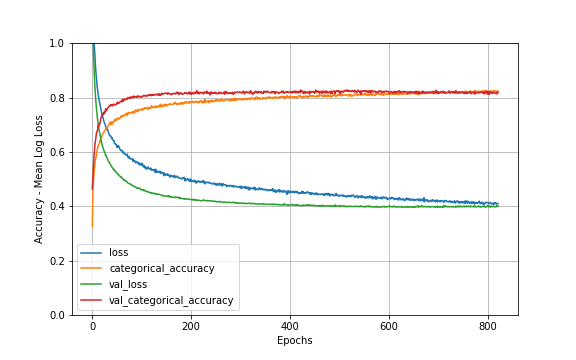 1.0
0.8
0.6
0.4
0.2
0.0
Accuracy - Mean Log Loss
loss
categorical_accuracy
val_loss
val_categorical_accuracy
0 200 400 600 800
Epochs